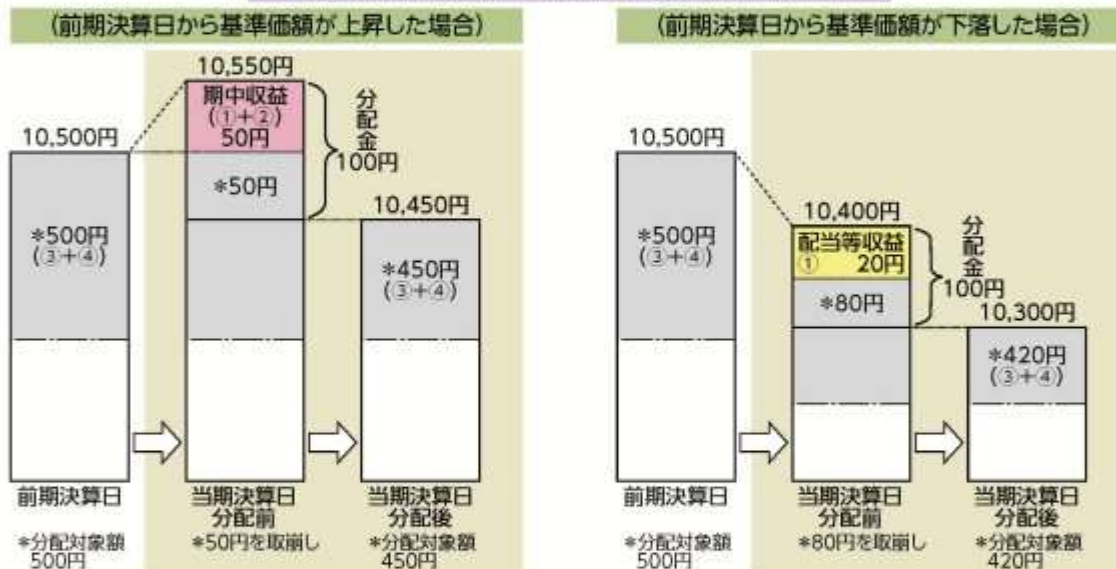 (前期決算日から基準価額が上昇した場合)
10,500円
*500円
(③+④)
10,550円
期中収益
(①+②)
50円
*50円
分配金
100円
10,450円
*450円
(③+④)
前期決算日
当期決算日
分配前
当期決算日
分配後
*分配対象額
500円
*50円を取崩し
*分配対象額
450円
(前期決算日から基準価額が下落した場合)
10,500円
*500円
(③+④)
10,400円
配当等収益
① 20円
*80円
分配金
100円
10,300円
*420円
(③+④)
前期決算日
当期決算日
分配前
当期決算日
分配後
*分配対象額
500円
*80円を取崩し
*分配対象額
420円